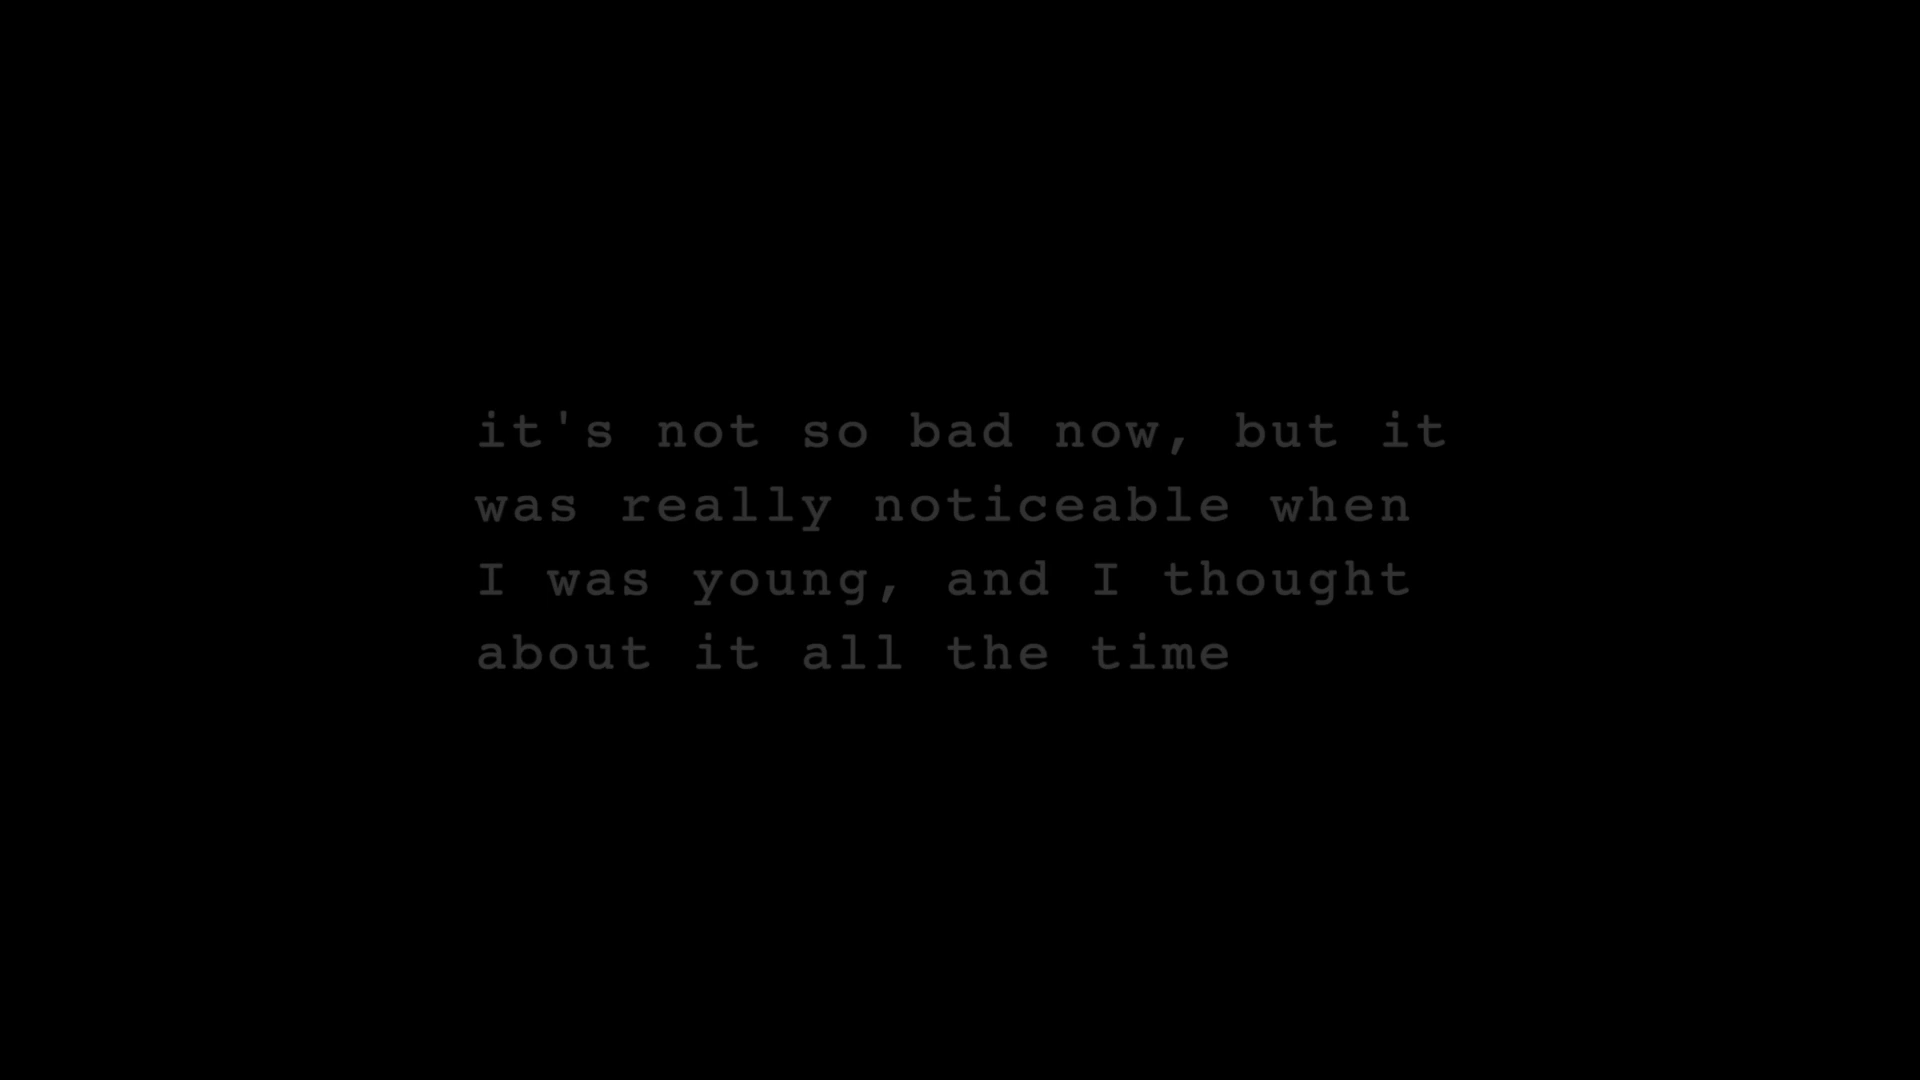 it's not so bad now, but it
was really noticeable when
I was young, and I thought
about it all the time